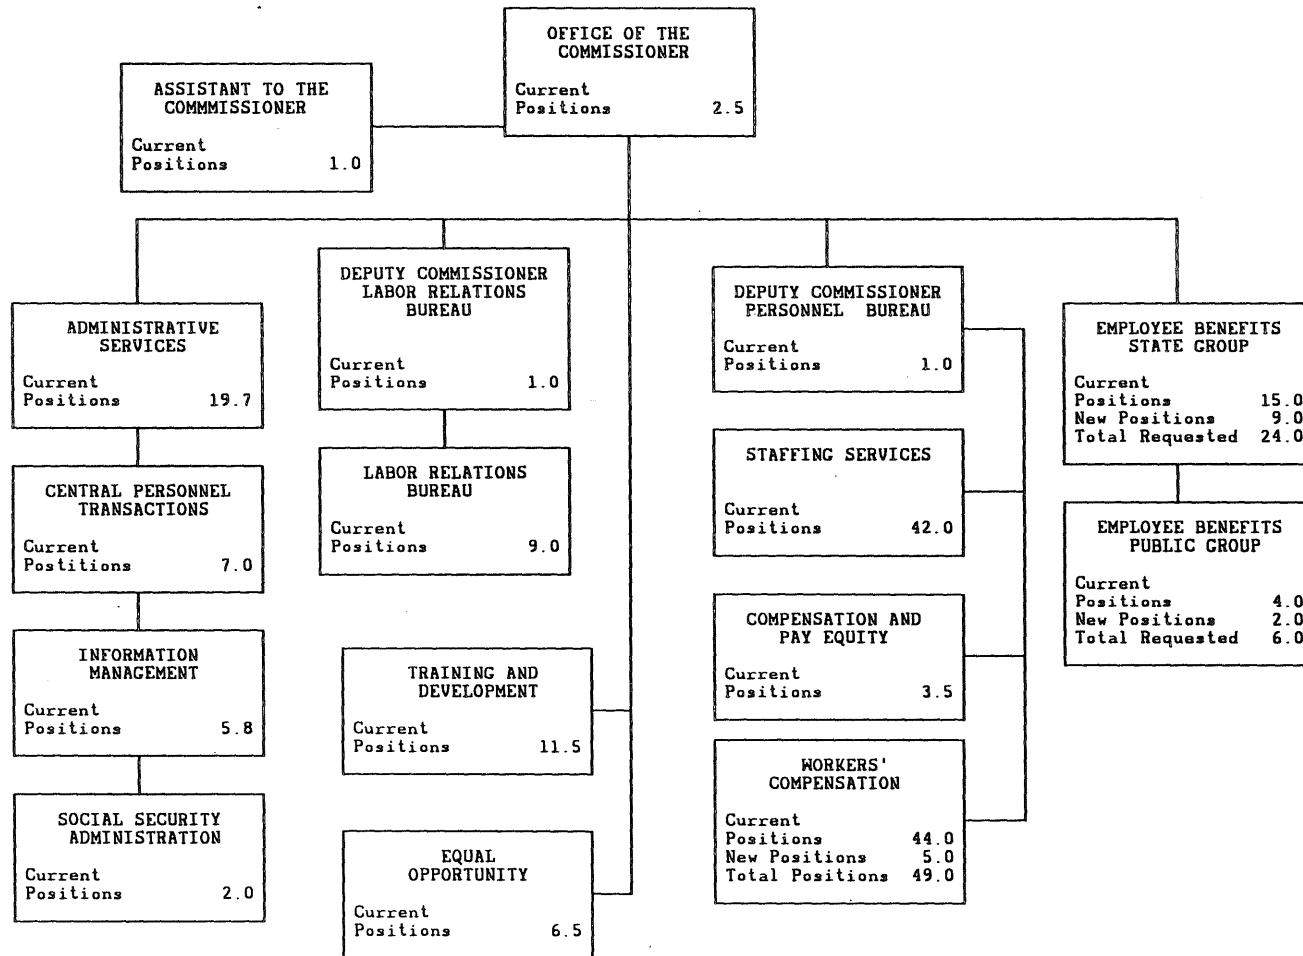 OFFICE OF THE
COMMISSIONER
Current
Positions 2.5
ASSISTANT TO THE
COMMMISSIONER
Current
Positions 1.0
ADMINISTRATIVE
SERVICES
Current
Positions 19.7
CENTRAL PERSONNEL
TRANSACTIONS
Current
Postitions 7.0
INFORMATION
MANAGEMENT
Current
Positions 5.8
SOCIAL SECURITY
ADMINISTRATION
Current
Positions 2.0
DEPUTY COMMISSIONER
LABOR RELATIONS
BUREAU
Current
Positions 1.0
LABOR RELATIONS
BUREAU
Current
Positions 9.0
TRAINING AND
DEVELOPMENT
Current
Positions 11.5
EQUAL
OPPORTUNITY
Current
Positions 6.5
DEPUTY COMMISSIONER
PERSONNEL BUREAU
Current
Positions 1.0
STAFFING SERVICES
Current
Positions 42.0
COMPENSATION AND
PAY EQUITY
Current
Positions 3.5
WORKERS'
COMPENSATION
Current
Positions 44.0
New Positions 5.0
Total Positions 49.0
EMPLOYEE BENEFITS
STATE GROUP
Current
Positions 15.0
New Positions 9.0
Total Requested 24.0
EMPLOYEE BENEFITS
PUBLIC GROUP
Current
Positions 4.0
New Positions 2.0
Total Requested 6.0